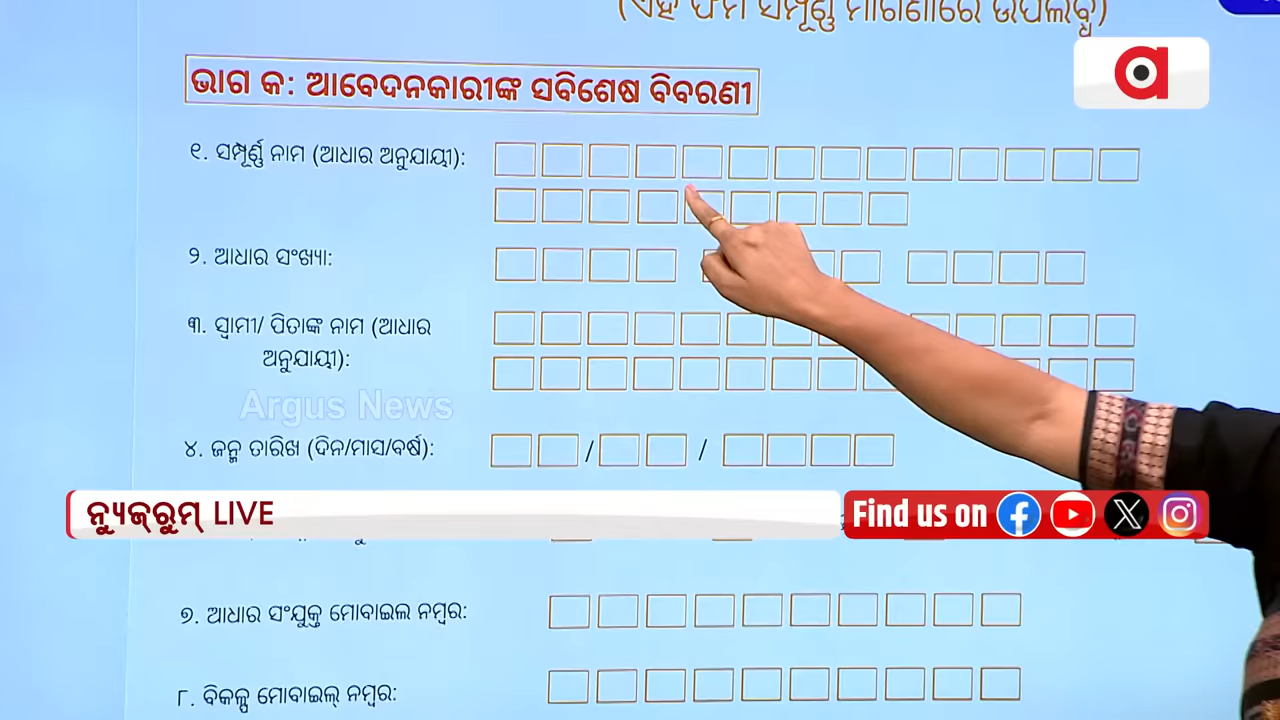 (ଏହି ଫର୍ମ ସମ୍ପୂର୍ଣ୍ଣ ମାଗଣାରେ ଉପଲବ୍ଧ)
ଭାଗ କ: ଆବେଦନକାରୀଙ୍କ ସବିଶେଷ ବିବରଣୀ
୧. ସମ୍ପୂର୍ଣ୍ଣ ନାମ (ଆଧାର ଅନୁଯାୟୀ):
୨. ଆଧାର ସଂଖ୍ୟା:
୩. ସ୍ୱାମୀ/ ପିତାଙ୍କ ନାମ (ଆଧାର
ଅନୁଯାୟୀ):
Argus News
୪. ଜନ୍ମ ତାରିଖ (ଦିନ/ମାସ/ବର୍ଷ):
/ /
ନ୍ୟୁଜ୍‌ରୁମ୍ LIVE
Find us on
୭. ଆଧାର ସଂଯୁକ୍ତ ମୋବାଇଲ ନମ୍ବର:
୮. ବିକଳ୍ପ ମୋବାଇଲ୍ ନମ୍ବର: